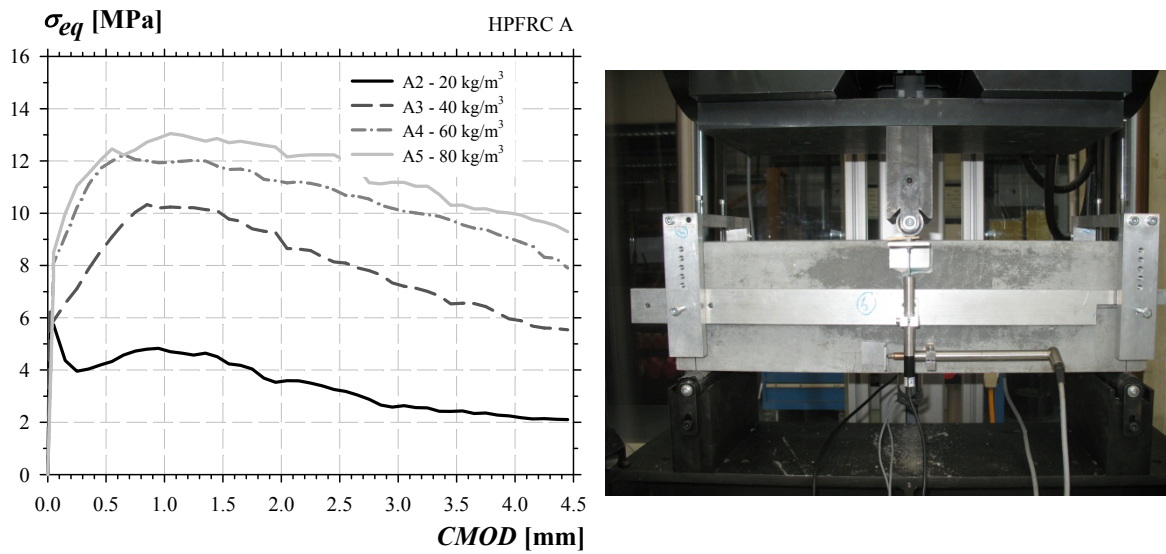 σeq [MPa]
HPFRC A
16
14
12
10
8
6
4
2
0
A2 - 20 kg/m³
A3 - 40 kg/m³
A4 - 60 kg/m³
A5 - 80 kg/m³
0.0 0.5 1.0 1.5 2.0 2.5 3.0 3.5 4.0 4.5
CMOD [mm]